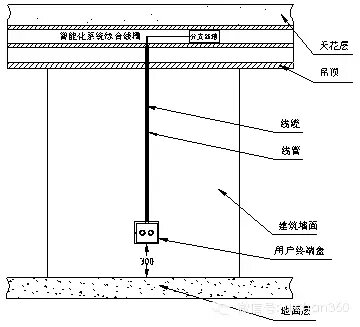 天花层
智能化系统综合线槽
分支线槽
吊顶
线缆
线管
建筑墙面
用户终端盒
300
地面层